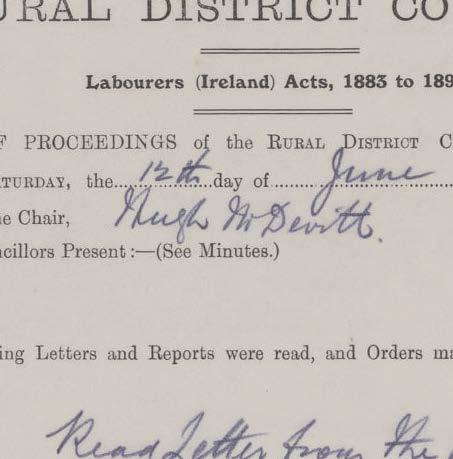 URAL DISTRICT CO
Labourers (Ireland) Acts, 1883 to 189
F PROCEEDINGS of the RURAL DISTRICT C
TURDAY, the....12th..day of ..........June
e Chair, Hugh McDevitt.
cillors Present :—(See Minutes.)
ing Letters and Reports were read, and Orders ma
Read Letter from the